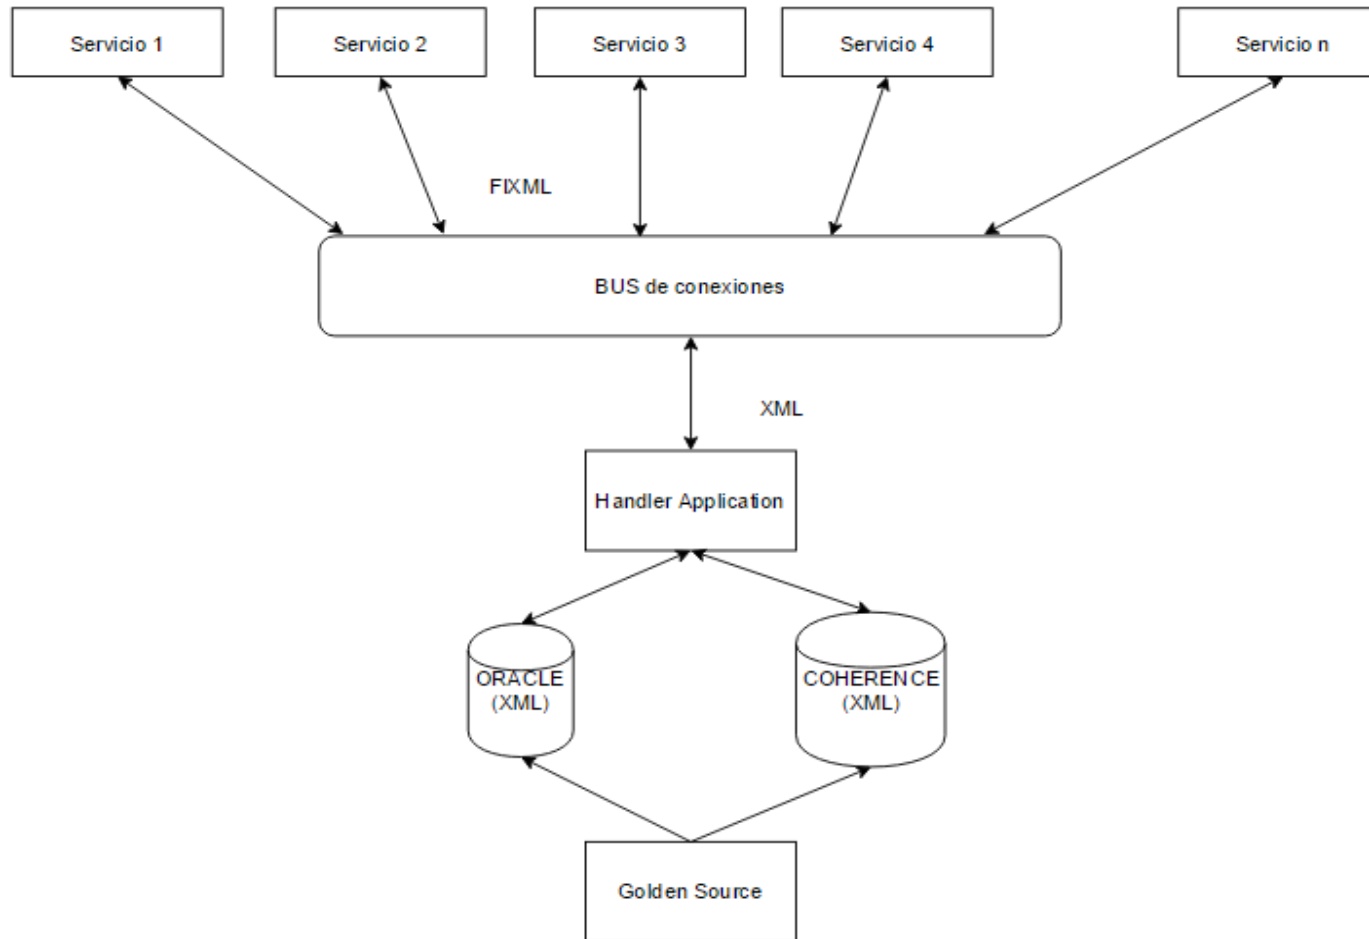 Servicio 1
Servicio 2
Servicio 3
Servicio 4
Servicio n
FIXML
BUS de conexiones
XML
Handler Application
ORACLE
(XML)
COHERENCE
(XML)
Golden Source